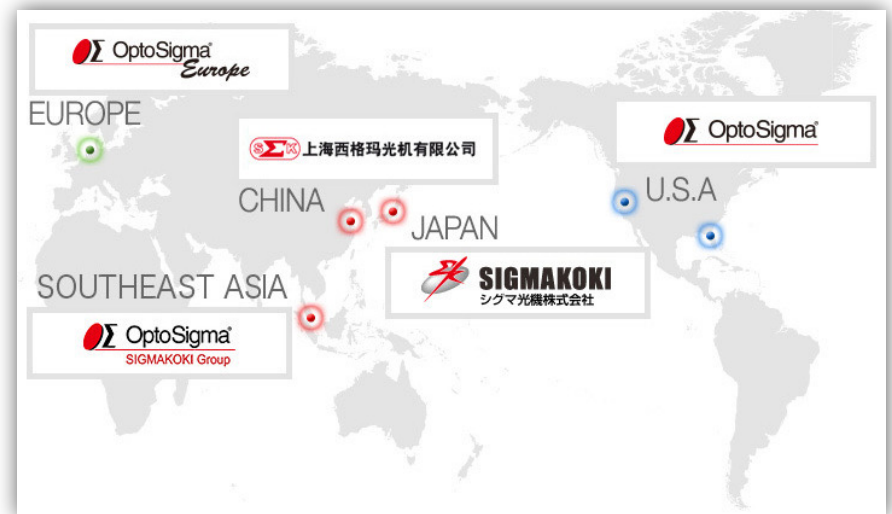 OptoSigma®
Europe
EUROPE
SΣK 上海西格玛光机有限公司
CHINA
JAPAN
SIGMAKOKI
シグマ光機株式会社
SOUTHEAST ASIA
OptoSigma®
SIGMAKOKI Group
OptoSigma®
U.S.A